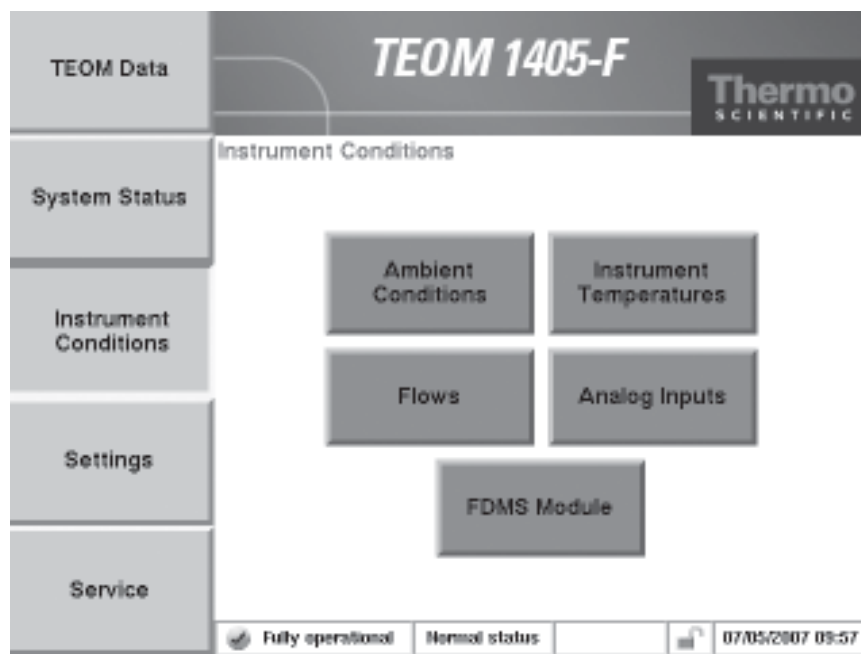 TEOM Data
TEOM 1405-F
Thermo
SCIENTIFIC
Instrument Conditions
System Status
Ambient
Conditions
Instrument
Temperatures
Instrument
Conditions
Flows
Analog Inputs
Settings
FDMS Module
Service
Fully operational
Normal status
07/05/2007 09:57